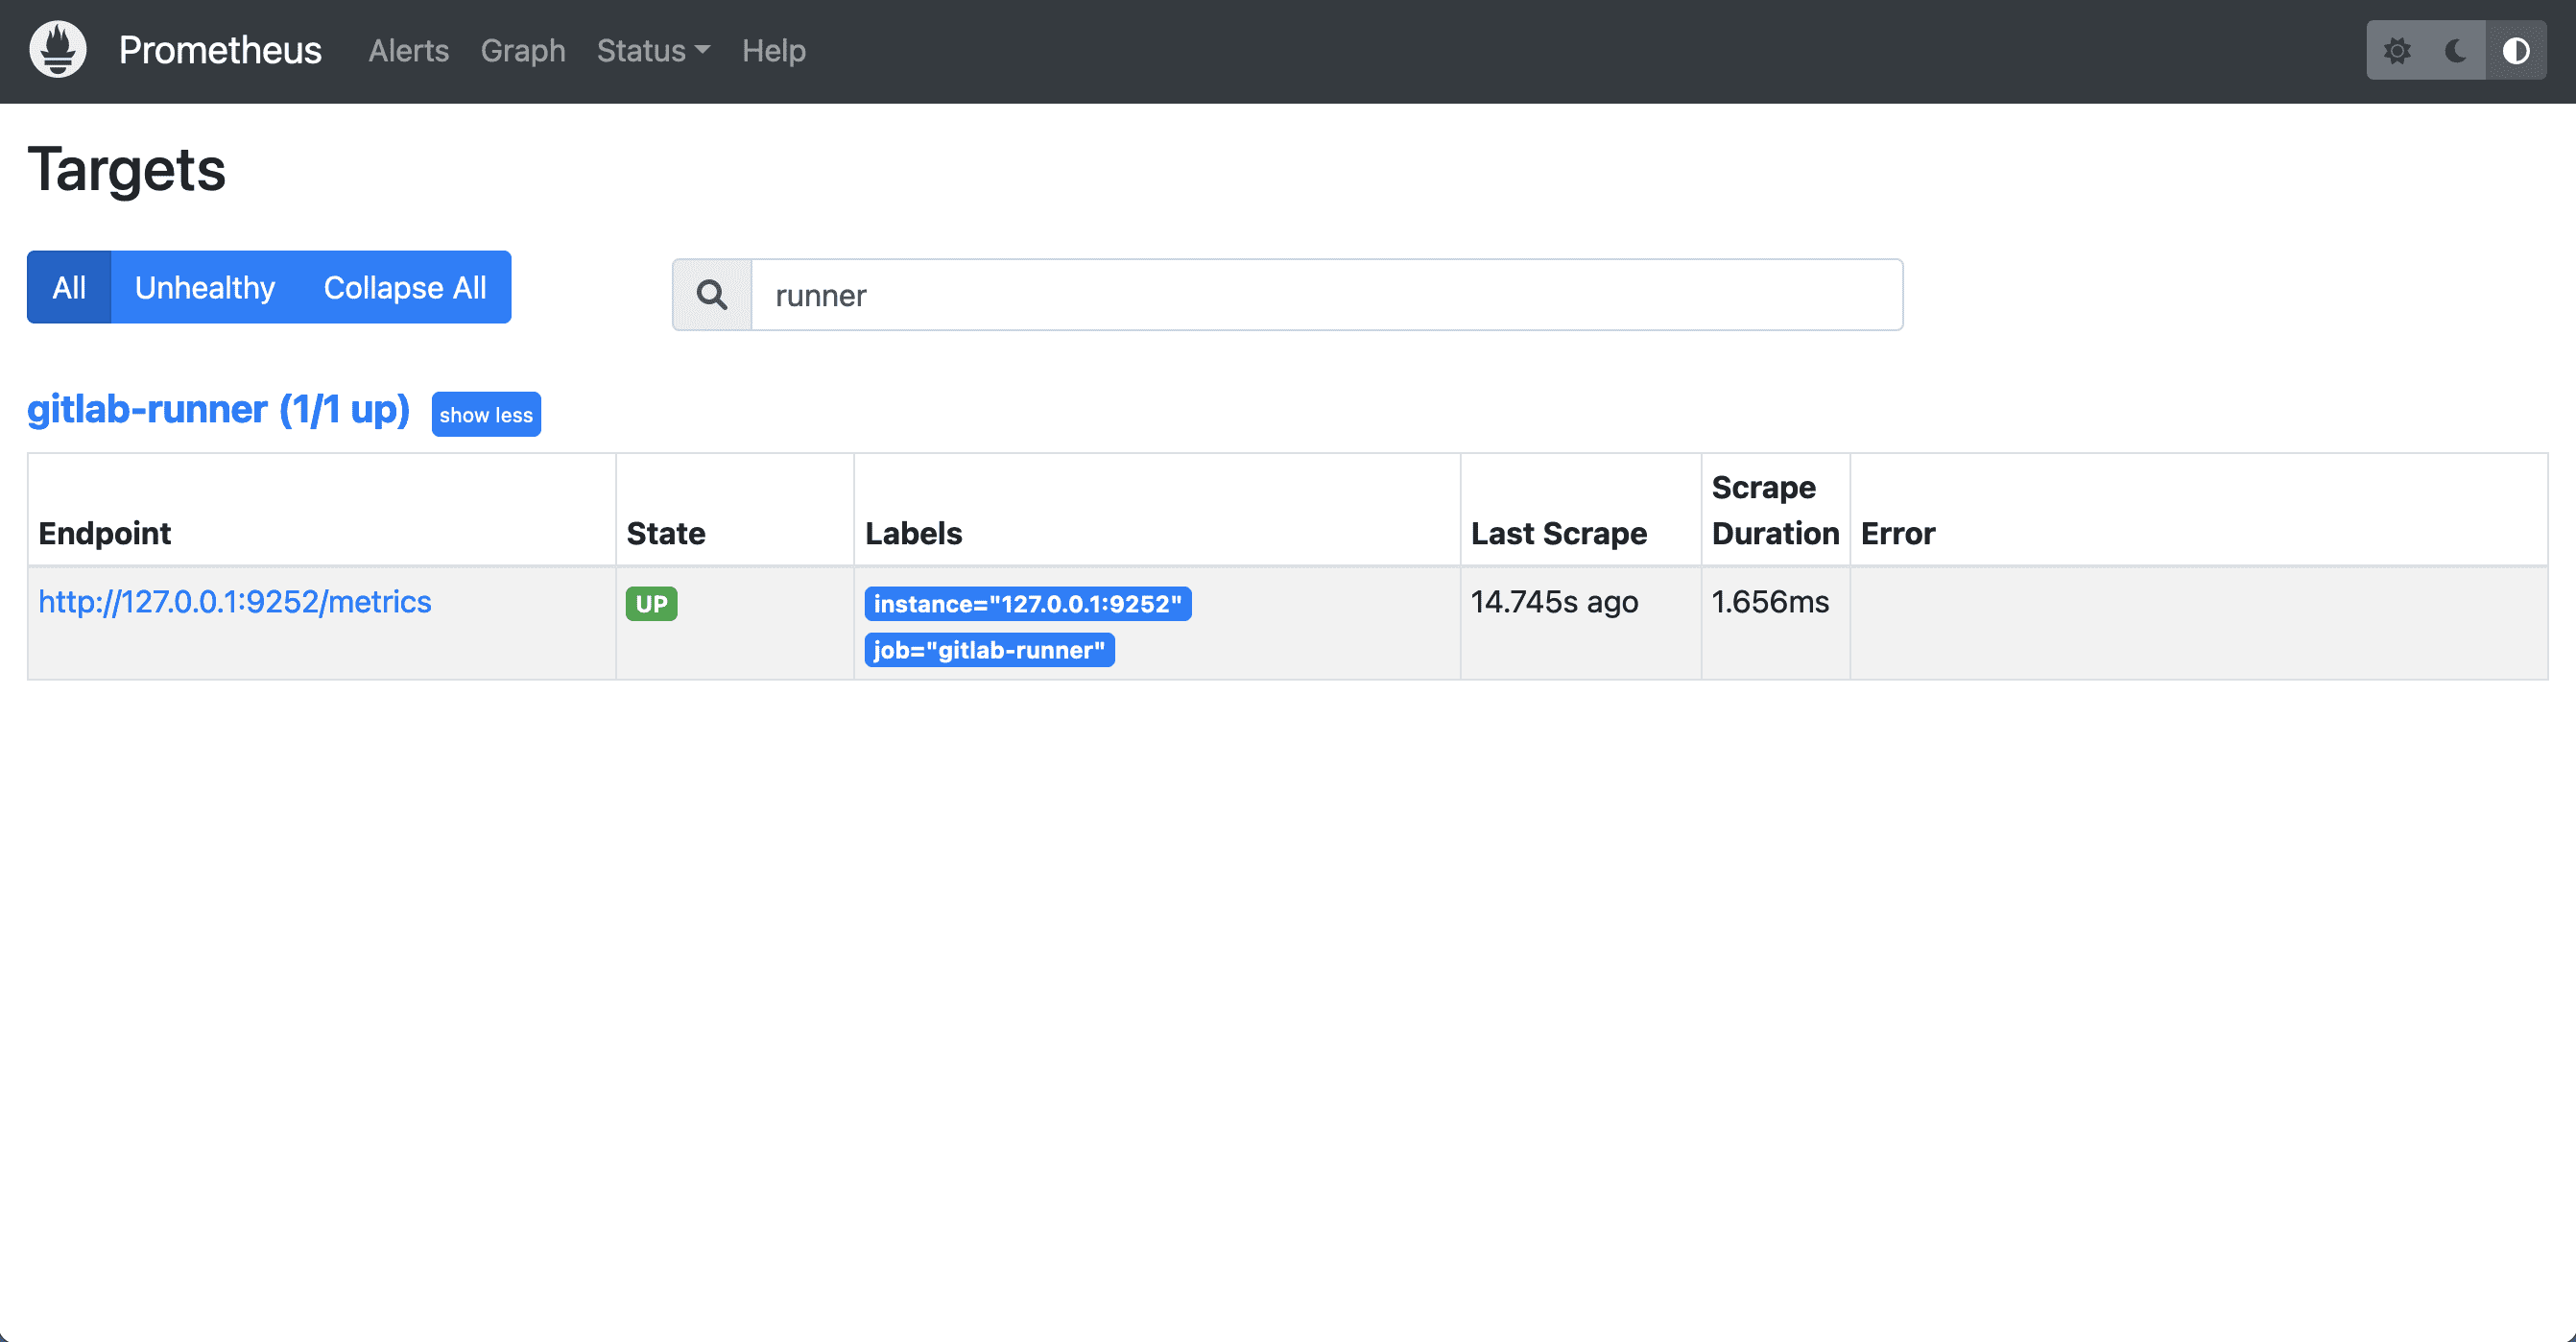 Prometheus Alerts Graph Status Help
Targets
All Unhealthy Collapse All
runner
gitlab-runner (1/1 up) show less
Endpoint State Labels Last Scrape Scrape Duration Error
http://127.0.0.1:9252/metrics UP instance="127.0.0.1:9252" 14.745s ago 1.656ms
job="gitlab-runner"